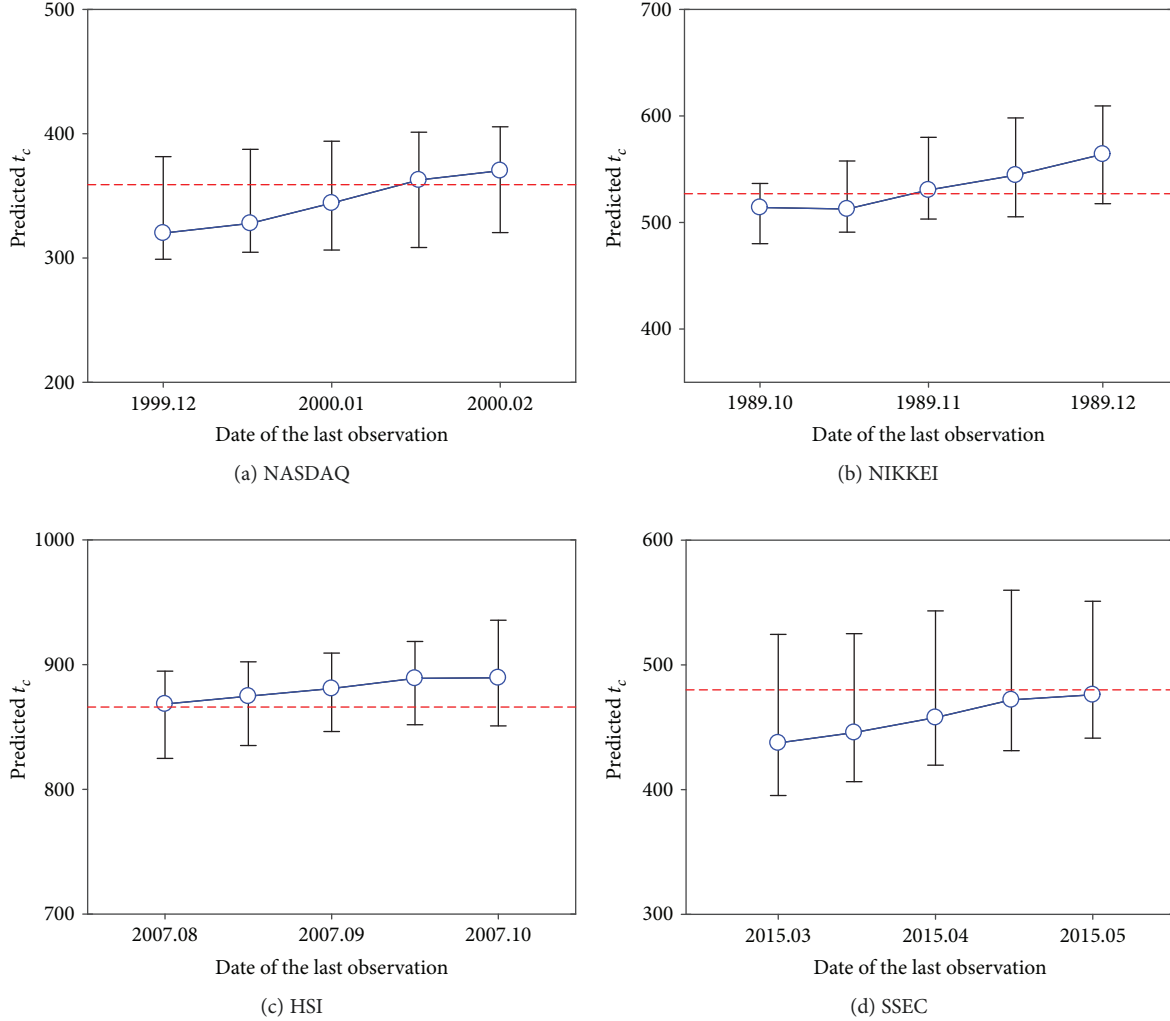 500
400
300
200
Predicted t_c
1999.12 2000.01 2000.02
Date of the last observation
(a) NASDAQ
700
600
500
400
Predicted t_c
1989.10 1989.11 1989.12
Date of the last observation
(b) NIKKEI
1000
900
800
700
Predicted t_c
2007.08 2007.09 2007.10
Date of the last observation
(c) HSI
600
500
400
300
Predicted t_c
2015.03 2015.04 2015.05
Date of the last observation
(d) SSEC